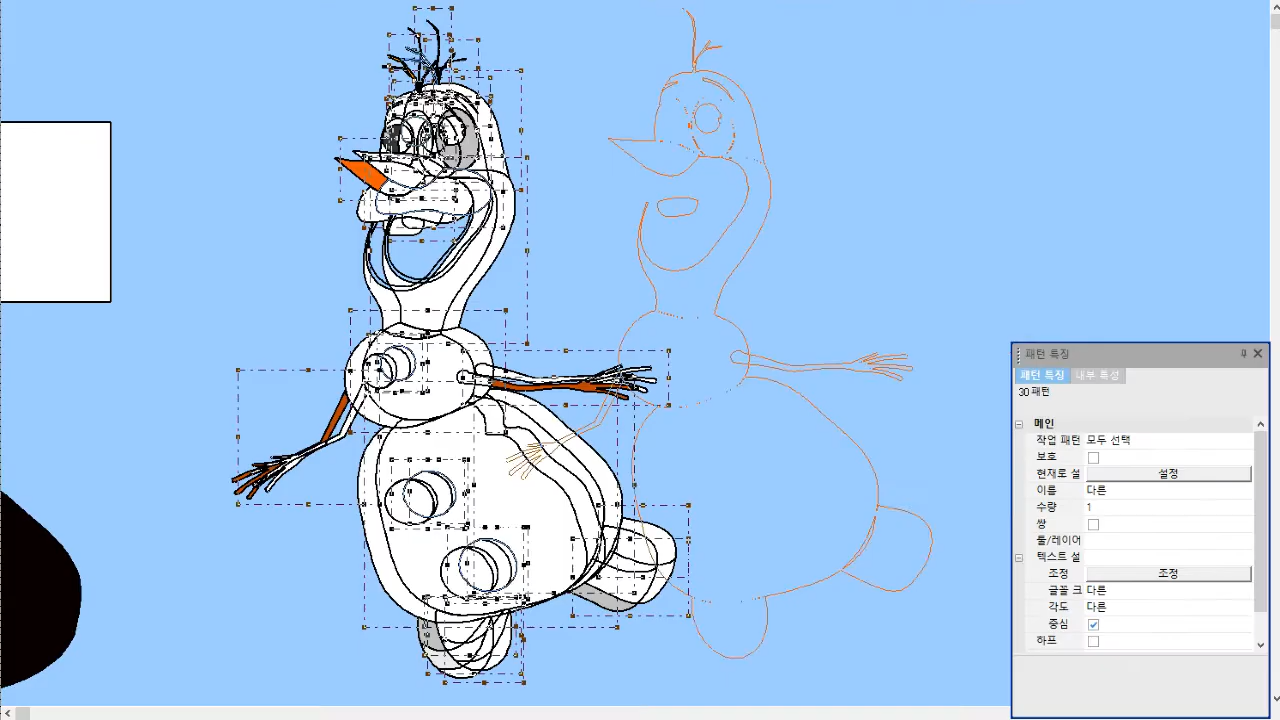 패턴 특징
패턴 특징 내부 특성
30 패턴
메인
작업 패턴 모두 선택
보호
현재로 설 설정
이름 다른
수량 1
쌍
툴/레이어
텍스트 설
조정 조정
글꼴 크 다른
각도 다른
중심
하프